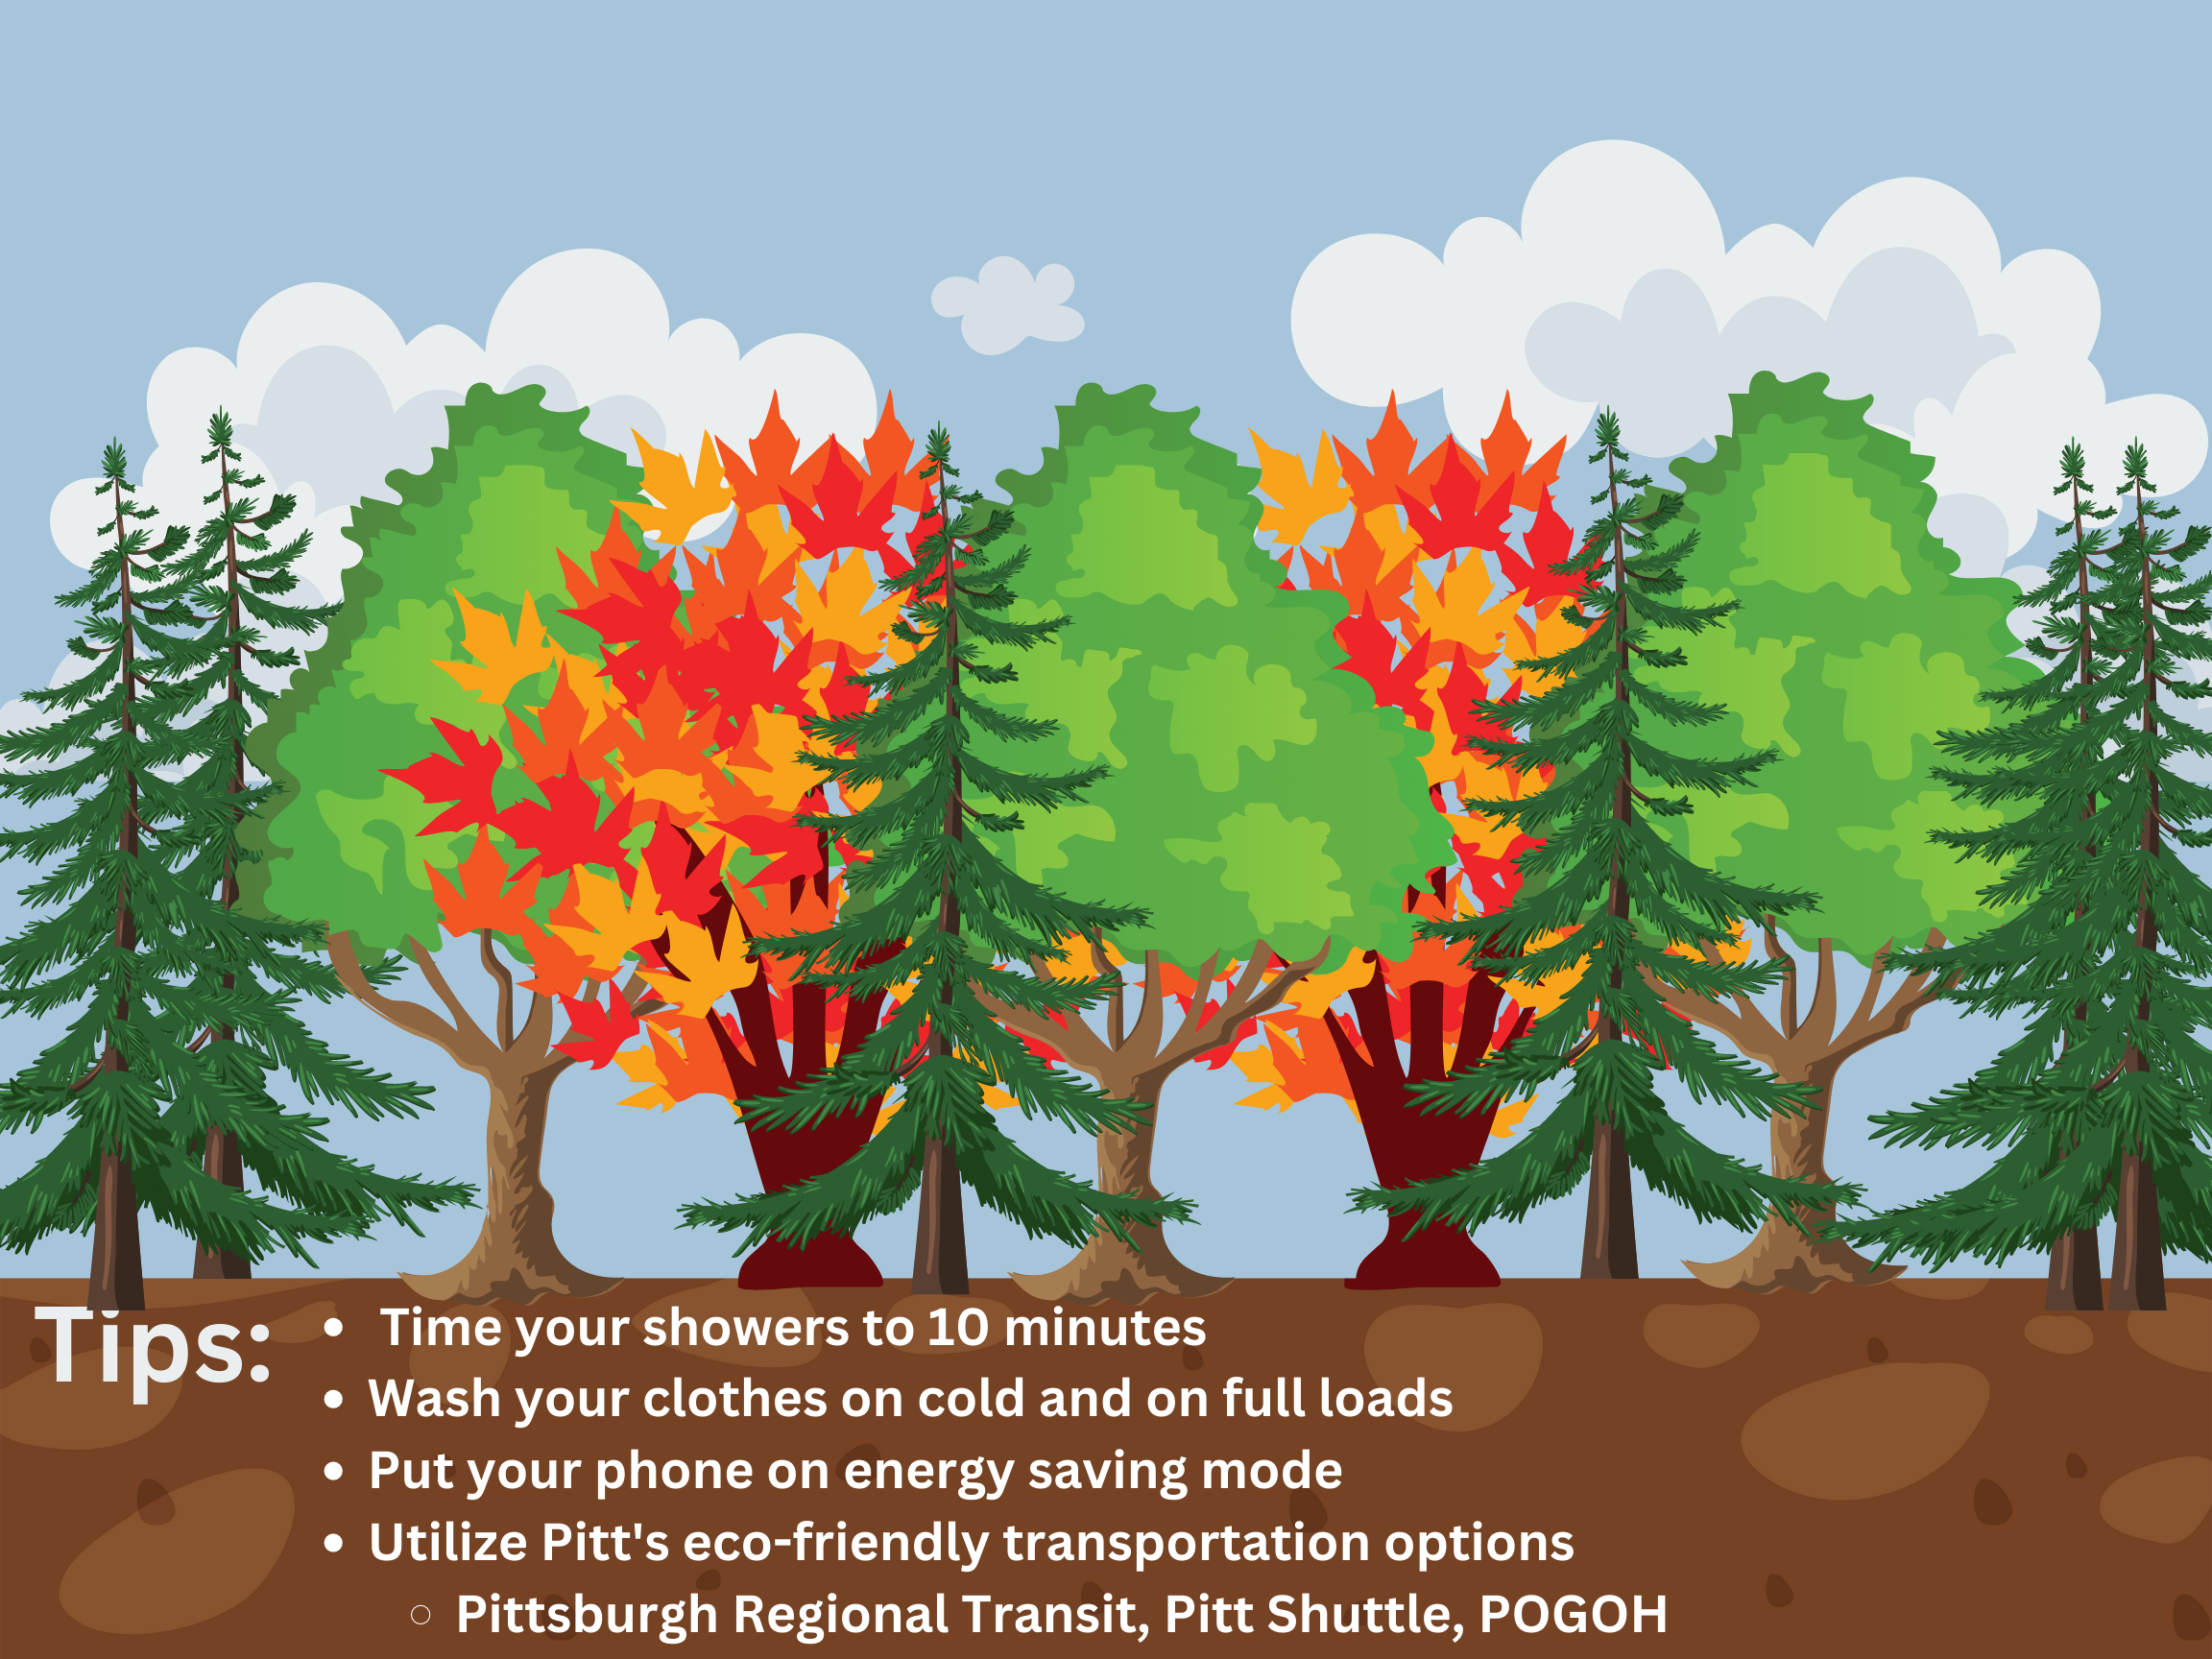 Tips:
• Time your showers to 10 minutes
• Wash your clothes on cold and on full loads
• Put your phone on energy saving mode
• Utilize Pitt's eco-friendly transportation options
○ Pittsburgh Regional Transit, Pitt Shuttle, POGOH